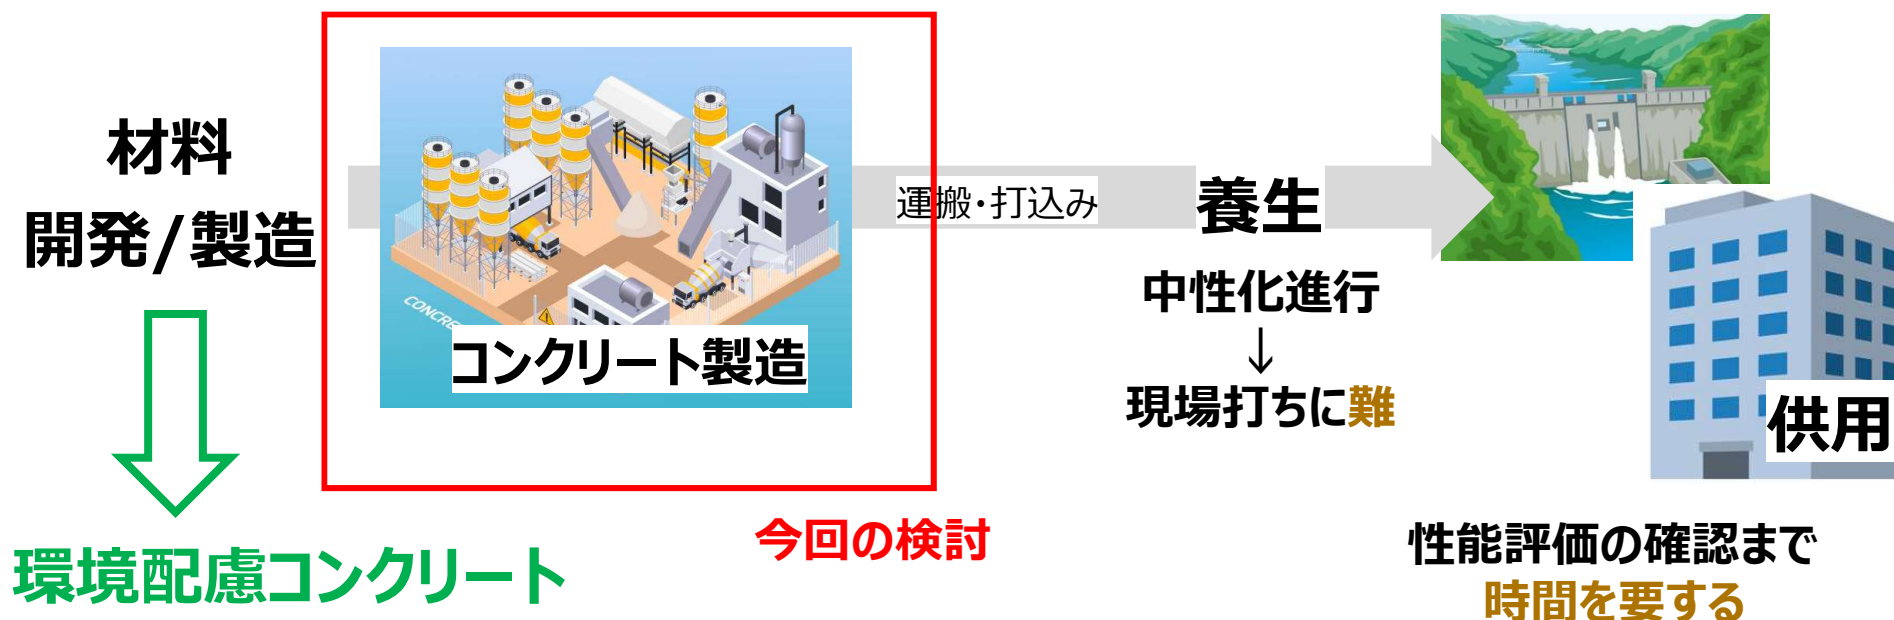 材料
開発/製造
CONCRE
コンクリート製造
運搬・打込み
養生
中性化進行
↓
現場打ちに難
供用
今回の検討
環境配慮コンクリート
性能評価の確認まで
時間を要する